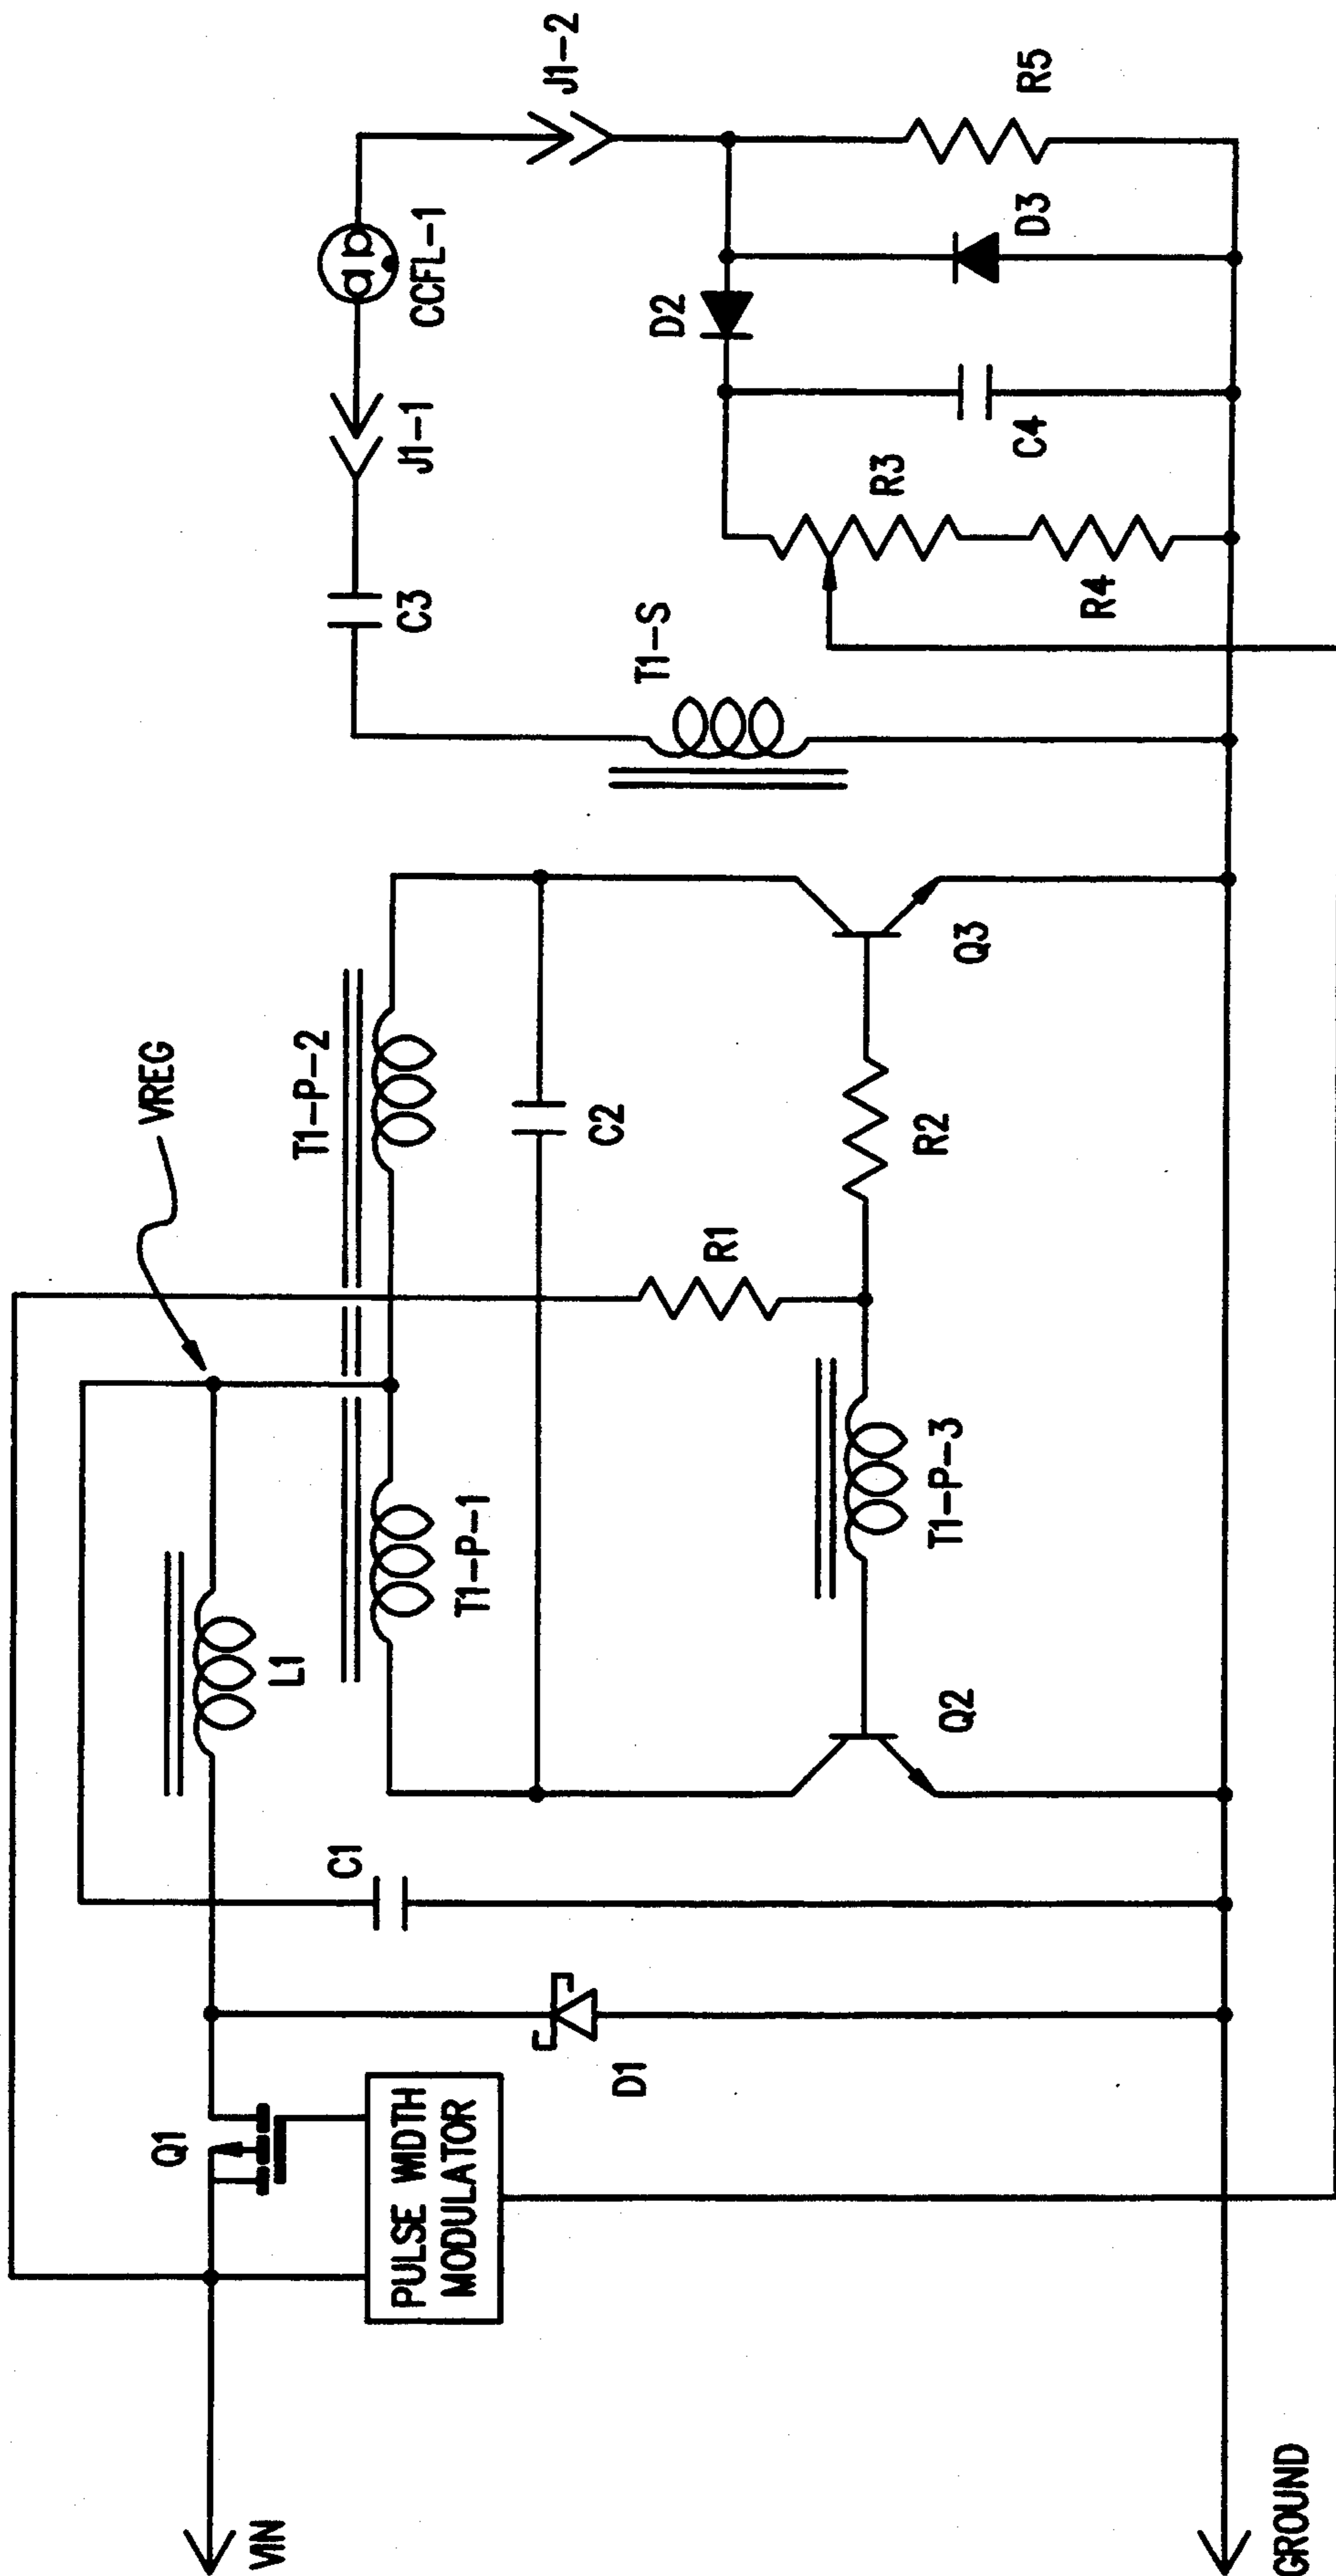 VIN
GROUND
Q1
PULSE WIDTH
MODULATOR
D1
C1
L1
VREG
T1-P-1
T1-P-2
C2
R1
Q2
T1-P-3
R2
Q3
T1-S
C3
J1-1
CCFL-1
J1-2
D2
R3
R4
C4
D3
R5